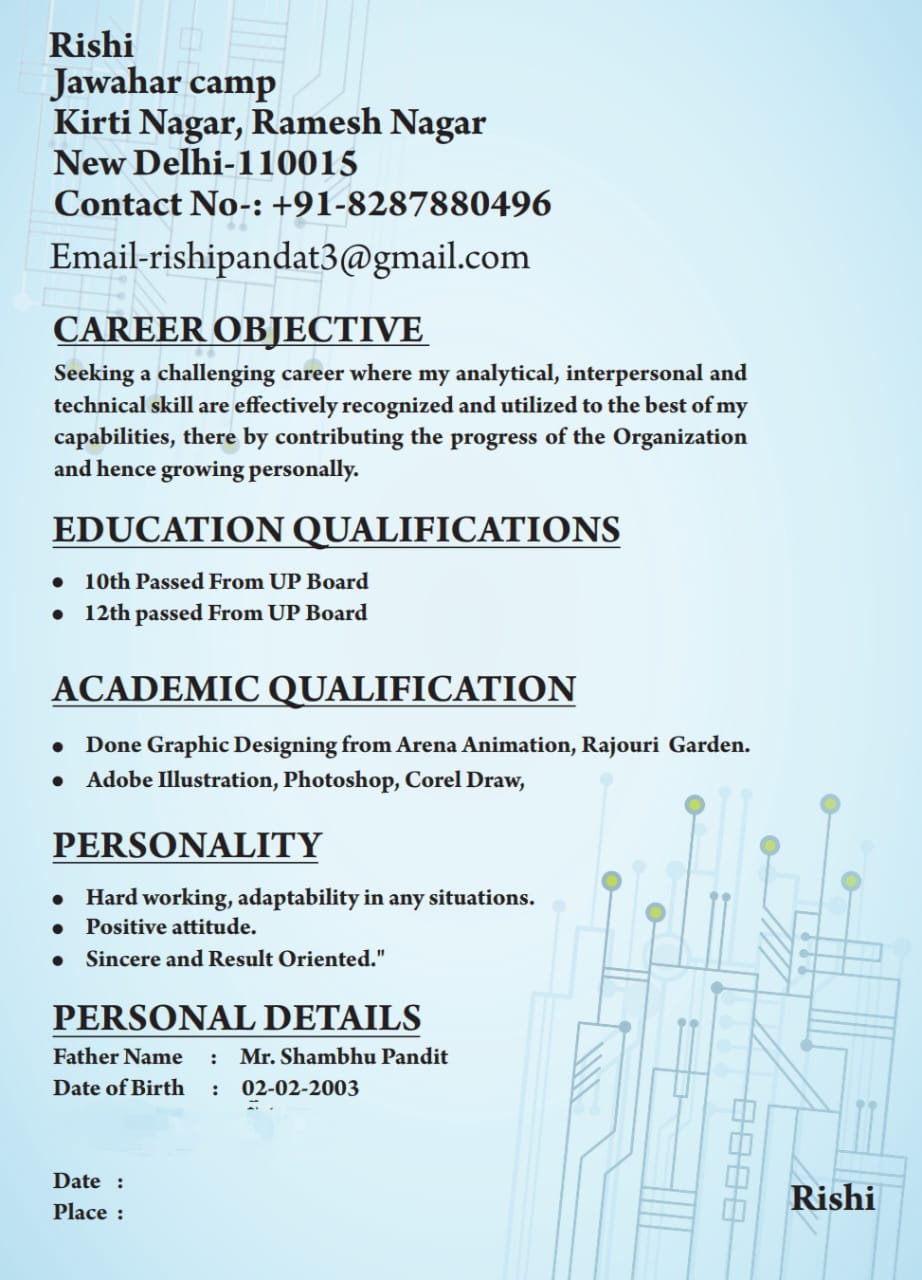 Rishi
Jawahar camp
Kirti Nagar, Ramesh Nagar
New Delhi-110015
Contact No-: +91-8287880496
Email-rishipandat3@gmail.com
CAREER OBJECTIVE
Seeking a challenging career where my analytical, interpersonal and
technical skill are effectively recognized and utilized to the best of my
capabilities, there by contributing the progress of the Organization
and hence growing personally.
EDUCATION QUALIFICATIONS
• 10th Passed From UP Board
• 12th passed From UP Board
ACADEMIC QUALIFICATION
• Done Graphic Designing from Arena Animation, Rajouri Garden.
• Adobe Illustration, Photoshop, Corel Draw,
PERSONALITY
• Hard working, adaptability in any situations.
• Positive attitude.
• Sincere and Result Oriented."
PERSONAL DETAILS
Father Name : Mr. Shambhu Pandit
Date of Birth : 02-02-2003
Date :
Place :
Rishi